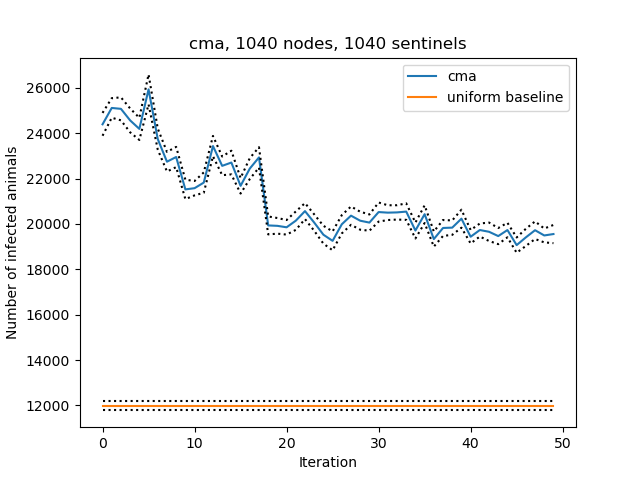 cma, 1040 nodes, 1040 sentinels
cma
uniform baseline
Number of infected animals
26000
24000
22000
20000
18000
16000
14000
12000
0 10 20 30 40 50
Iteration